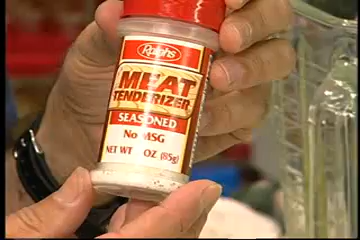 Ralphs
MEAT
TENDERIZER
SEASONED
No MSG
NET WT OZ (85g)